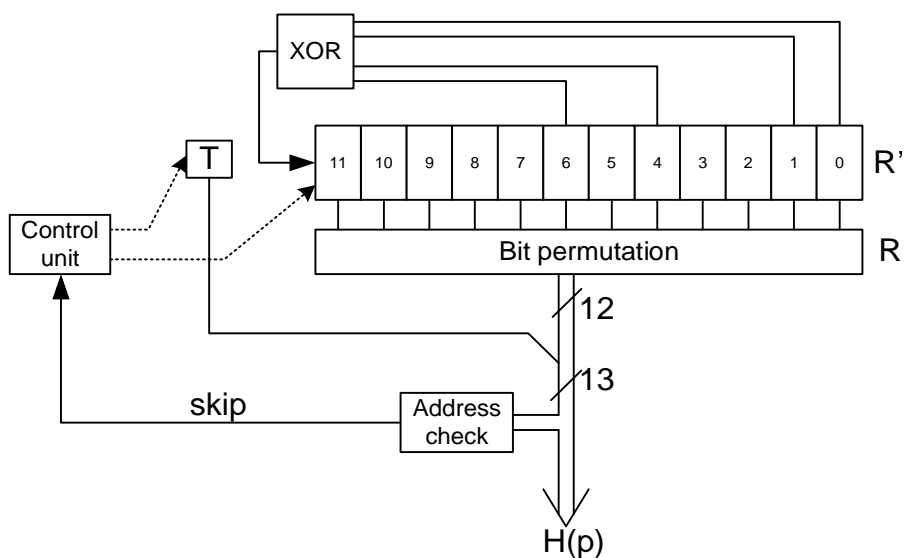 XOR
T
11 10 9 8 7 6 5 4 3 2 1 0
R'
Control
unit
Bit permutation
R
12
13
skip
Address
check
H(p)